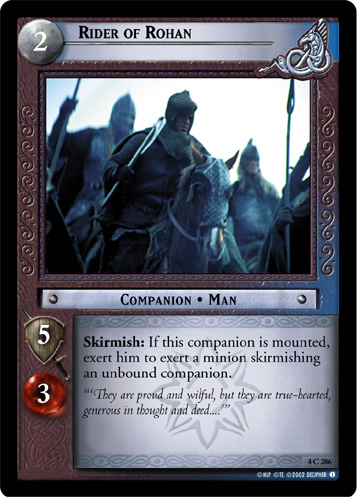 2
RIDER OF ROHAN
COMPANION • MAN
5
3
Skirmish: If this companion is mounted,
exert him to exert a minion skirmishing
an unbound companion.
“‘They are proud and wilful, but they are true-hearted,
generous in thought and deed....’”
4 C 286
©NLP ©TE ©2002 DECIPHER